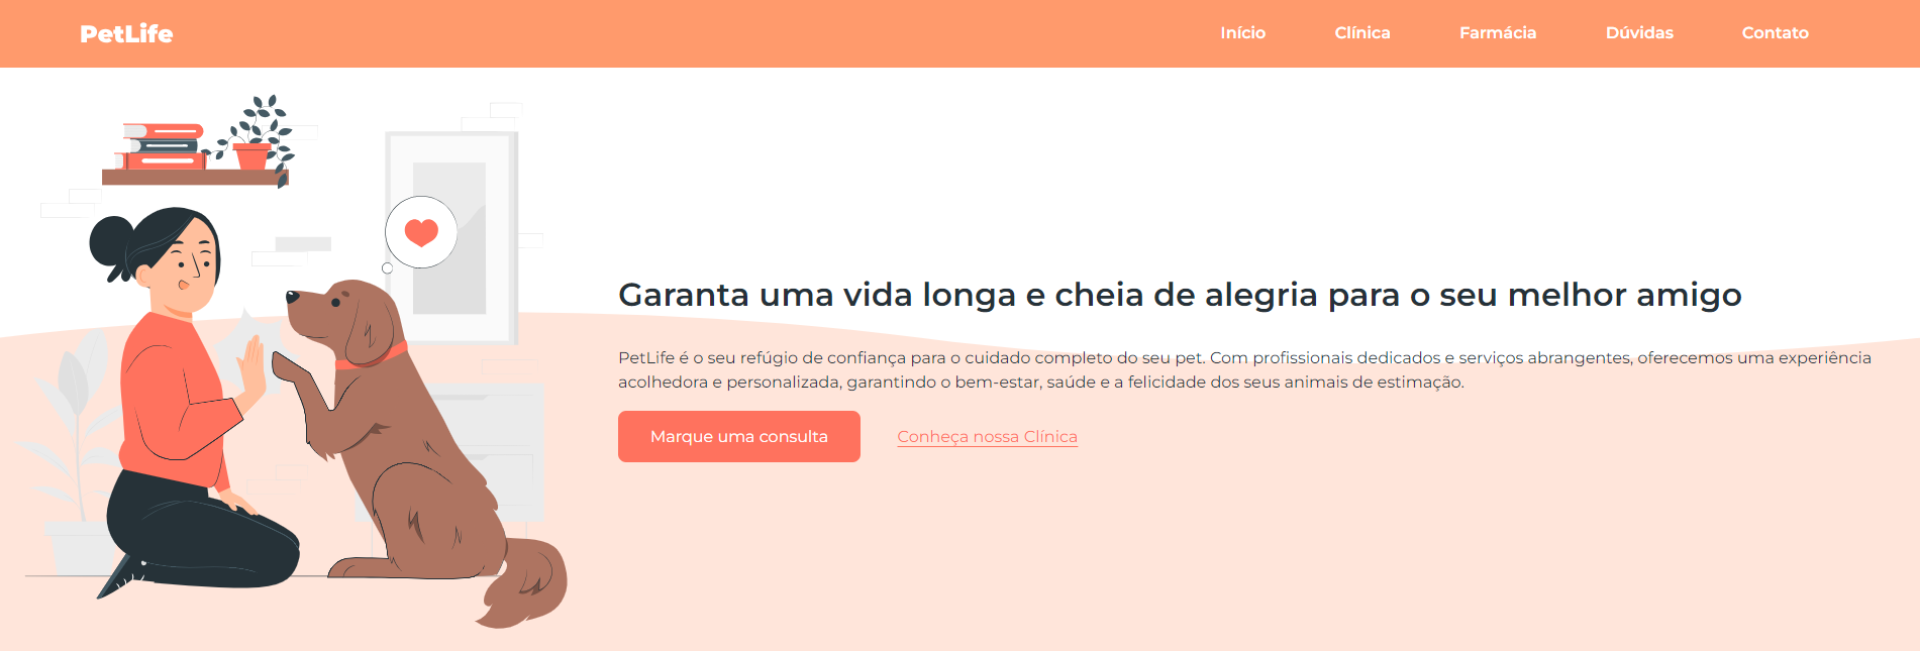 PetLife
Início
Clínica
Farmácia
Dúvidas
Contato
Garanta uma vida longa e cheia de alegria para o seu melhor amigo
PetLife é o seu refúgio de confiança para o cuidado completo do seu pet. Com profissionais dedicados e serviços abrangentes, oferecemos uma experiência
acolhedora e personalizada, garantindo o bem-estar, saúde e a felicidade dos seus animais de estimação.
Marque uma consulta
Conheça nossa Clínica